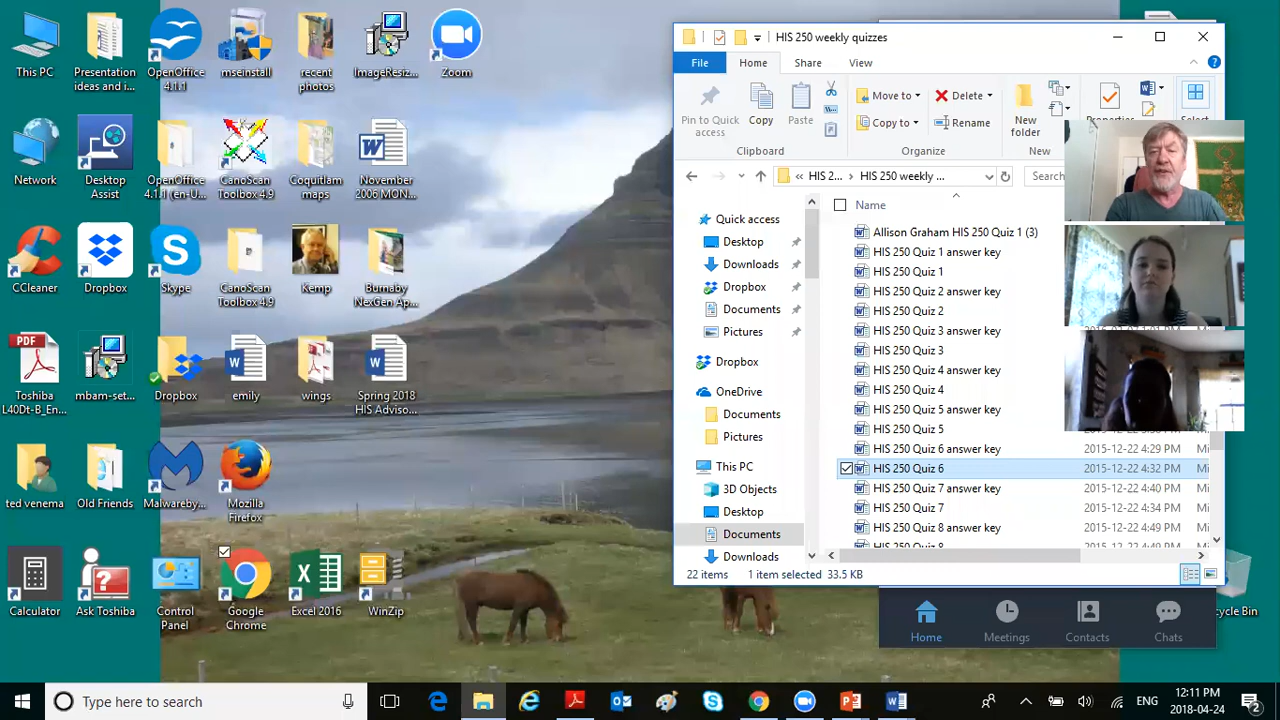 This PC
Presentation
ideas and i...
OpenOffice
4.1.1
mseinstall
recent
photos
ImageResiz...
Zoom
Network
Desktop
Assist
OpenOffice
4.1.1 (en-U...
CanoScan
Toolbox 4.9
Coquitlam
maps
November
2006 MON...
CCleaner
Dropbox
Skype
CanoScan
Toolbox 4.9
Kemp
Burnaby
NexGen Ap...
PDF
Toshiba
L40Dt-B_En...
mbam-set...
Dropbox
emily
wings
Spring 2018
HIS Adviso...
ted venema
Old Friends
Malwareby...
Mozilla
Firefox
Calculator
Ask Toshiba
Control
Panel
Google
Chrome
Excel 2016
WinZip
HIS 250 weekly quizzes
File Home Share View
Pin to Quick
access
Copy
Paste
Move to
Copy to
Delete
Rename
New
folder
Clipboard
Organize
New
HIS 2... HIS 250 weekly ...
Search
Quick access
Desktop
Downloads
Dropbox
Documents
Pictures
Dropbox
OneDrive
Documents
Pictures
This PC
3D Objects
Desktop
Documents
Downloads
Name
Allison Graham HIS 250 Quiz 1 (3)
HIS 250 Quiz 1 answer key
HIS 250 Quiz 1
HIS 250 Quiz 2 answer key
HIS 250 Quiz 2
HIS 250 Quiz 3 answer key
HIS 250 Quiz 3
HIS 250 Quiz 4 answer key
HIS 250 Quiz 4
HIS 250 Quiz 5 answer key
HIS 250 Quiz 5
HIS 250 Quiz 6 answer key 2015-12-22 4:29 PM Mi
HIS 250 Quiz 6 2015-12-22 4:32 PM Mi
HIS 250 Quiz 7 answer key 2015-12-22 4:40 PM Mi
HIS 250 Quiz 7 2015-12-22 4:34 PM Mi
HIS 250 Quiz 8 answer key 2015-12-22 4:49 PM Mi
HIS 250 Quiz 8
22 items 1 item selected 33.5 KB
Home
Meetings
Contacts
Chats
cycle Bin
Type here to search
ENG
12:11 PM
2018-04-24
2